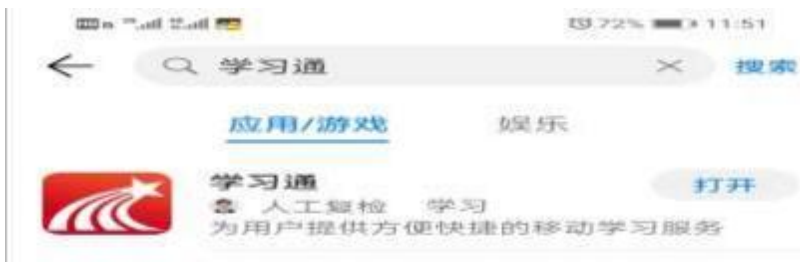 72% 11:51
学习通
搜索
应用/游戏 娱乐
学习通
打开
人工复检 学习
为用户提供方便快捷的移动学习服务